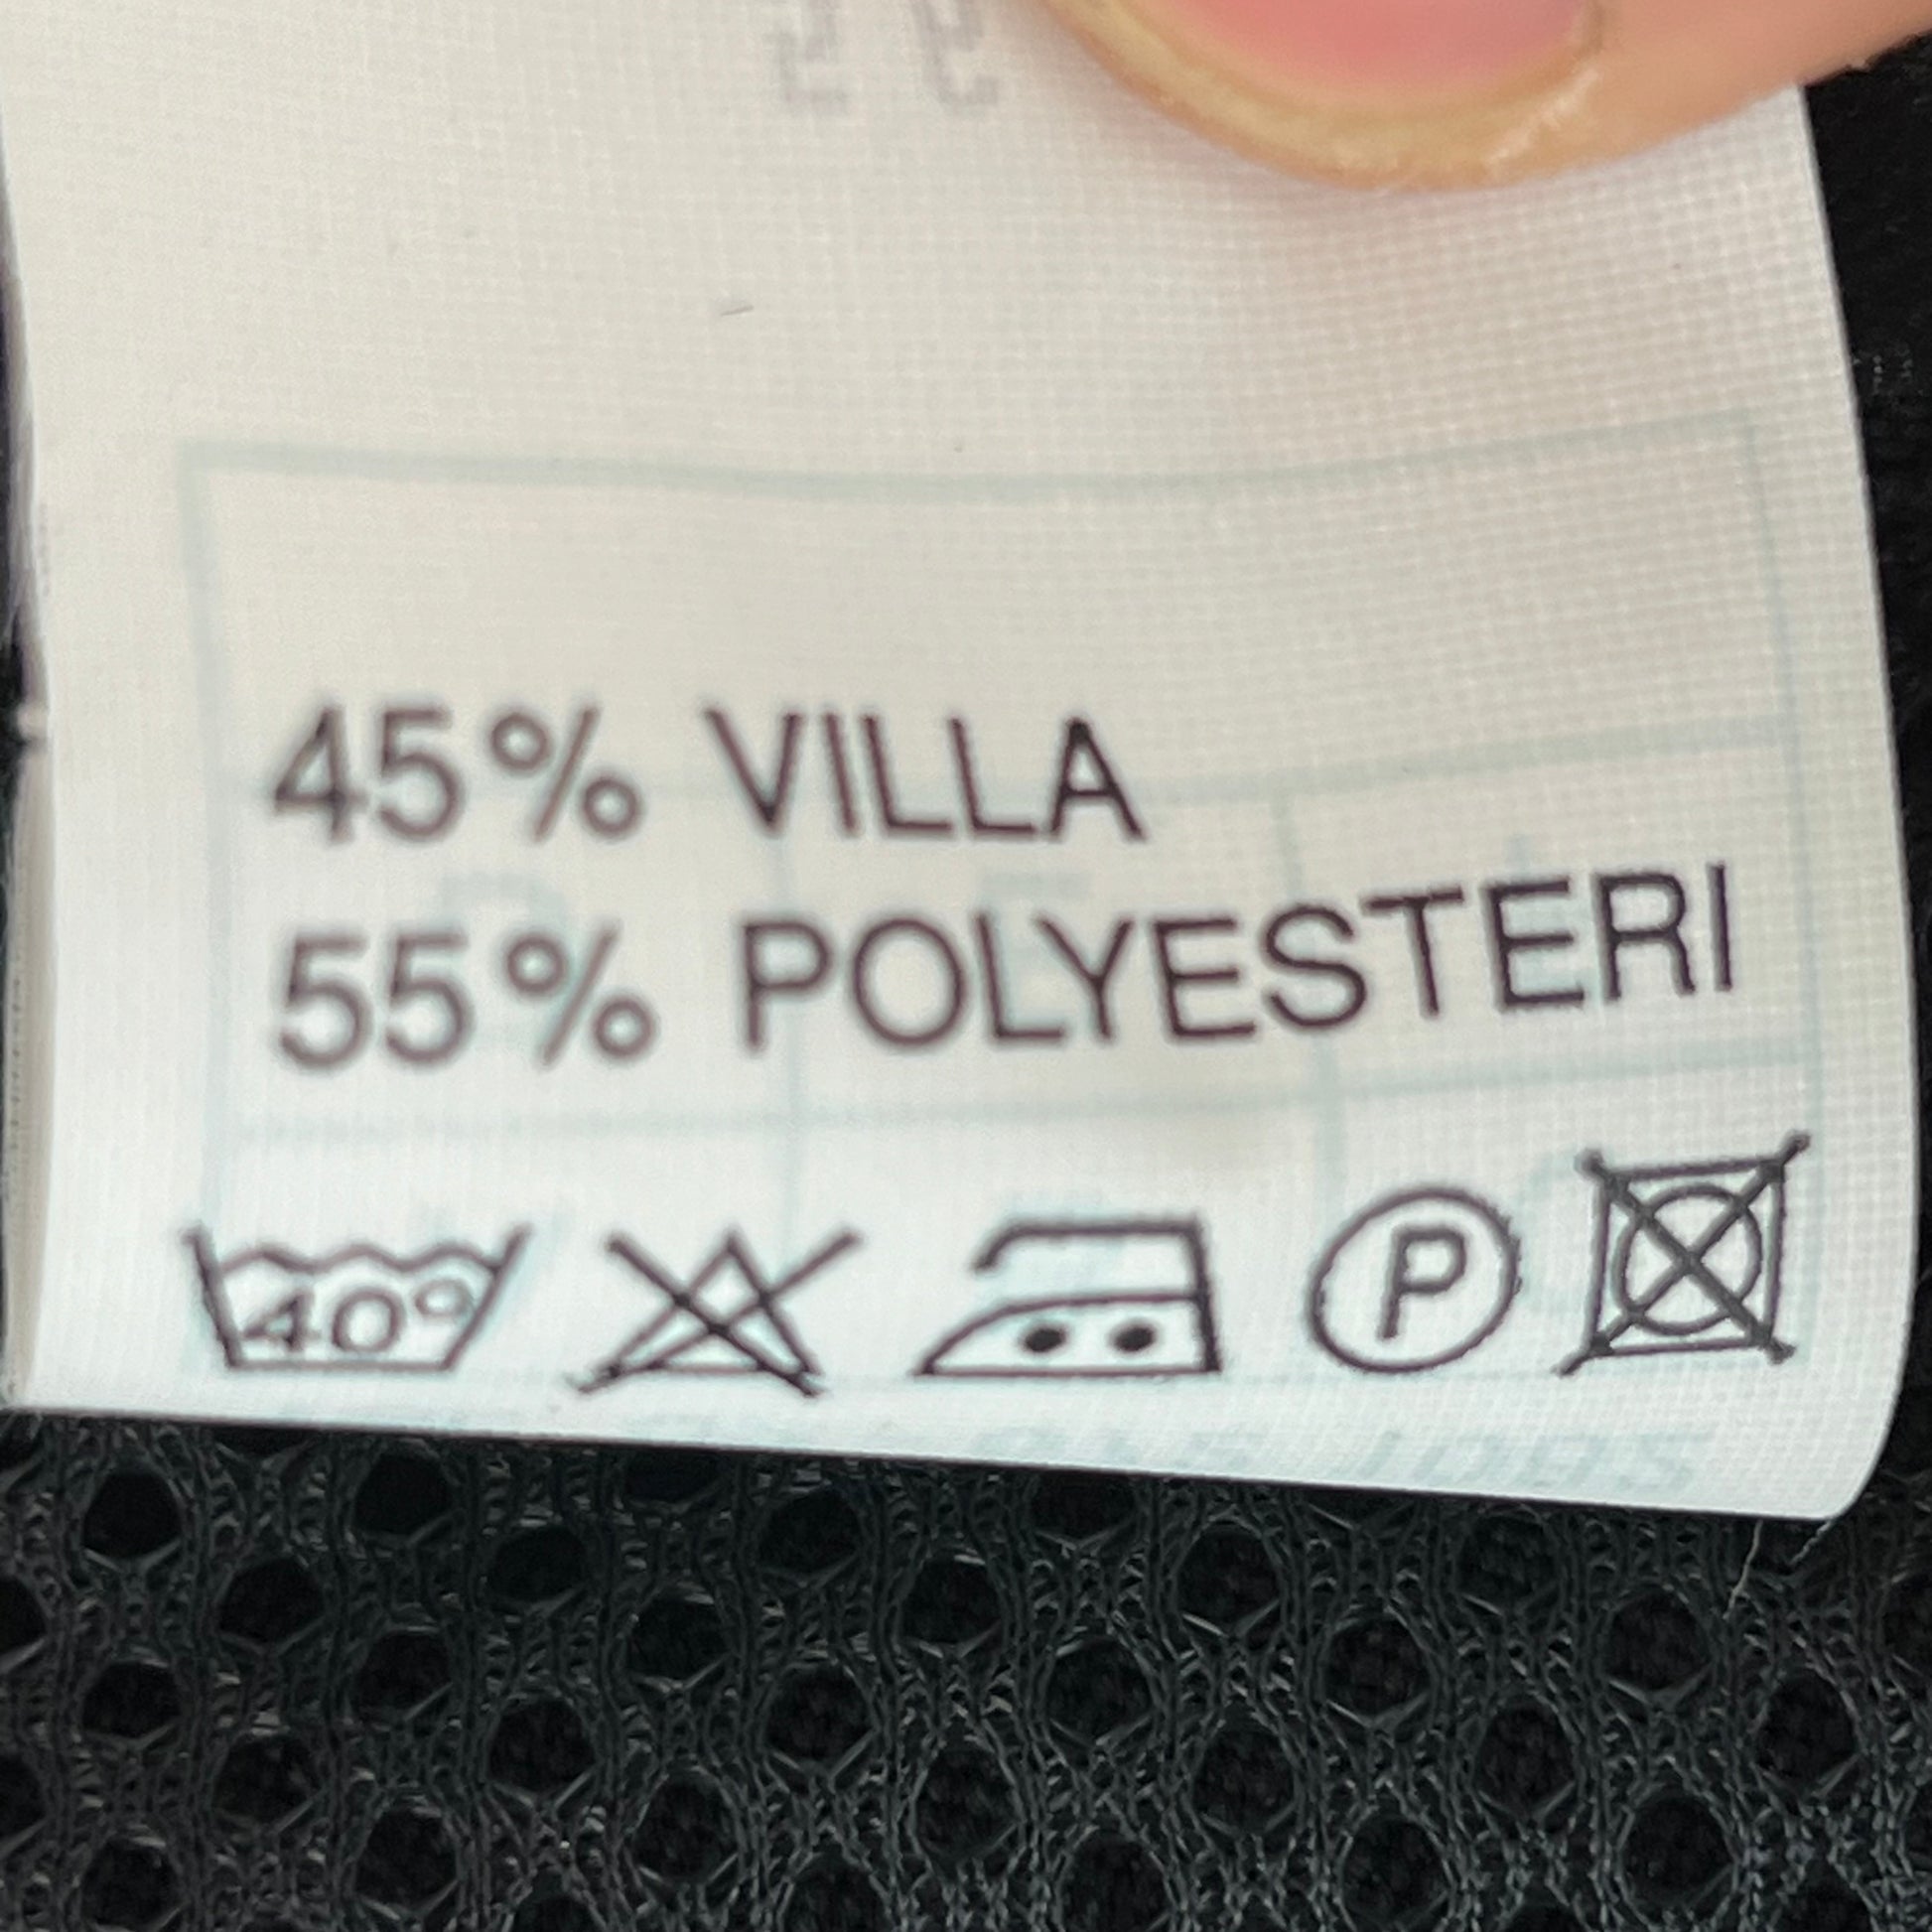 45% VILLA
55% POLYESTERI
40° P